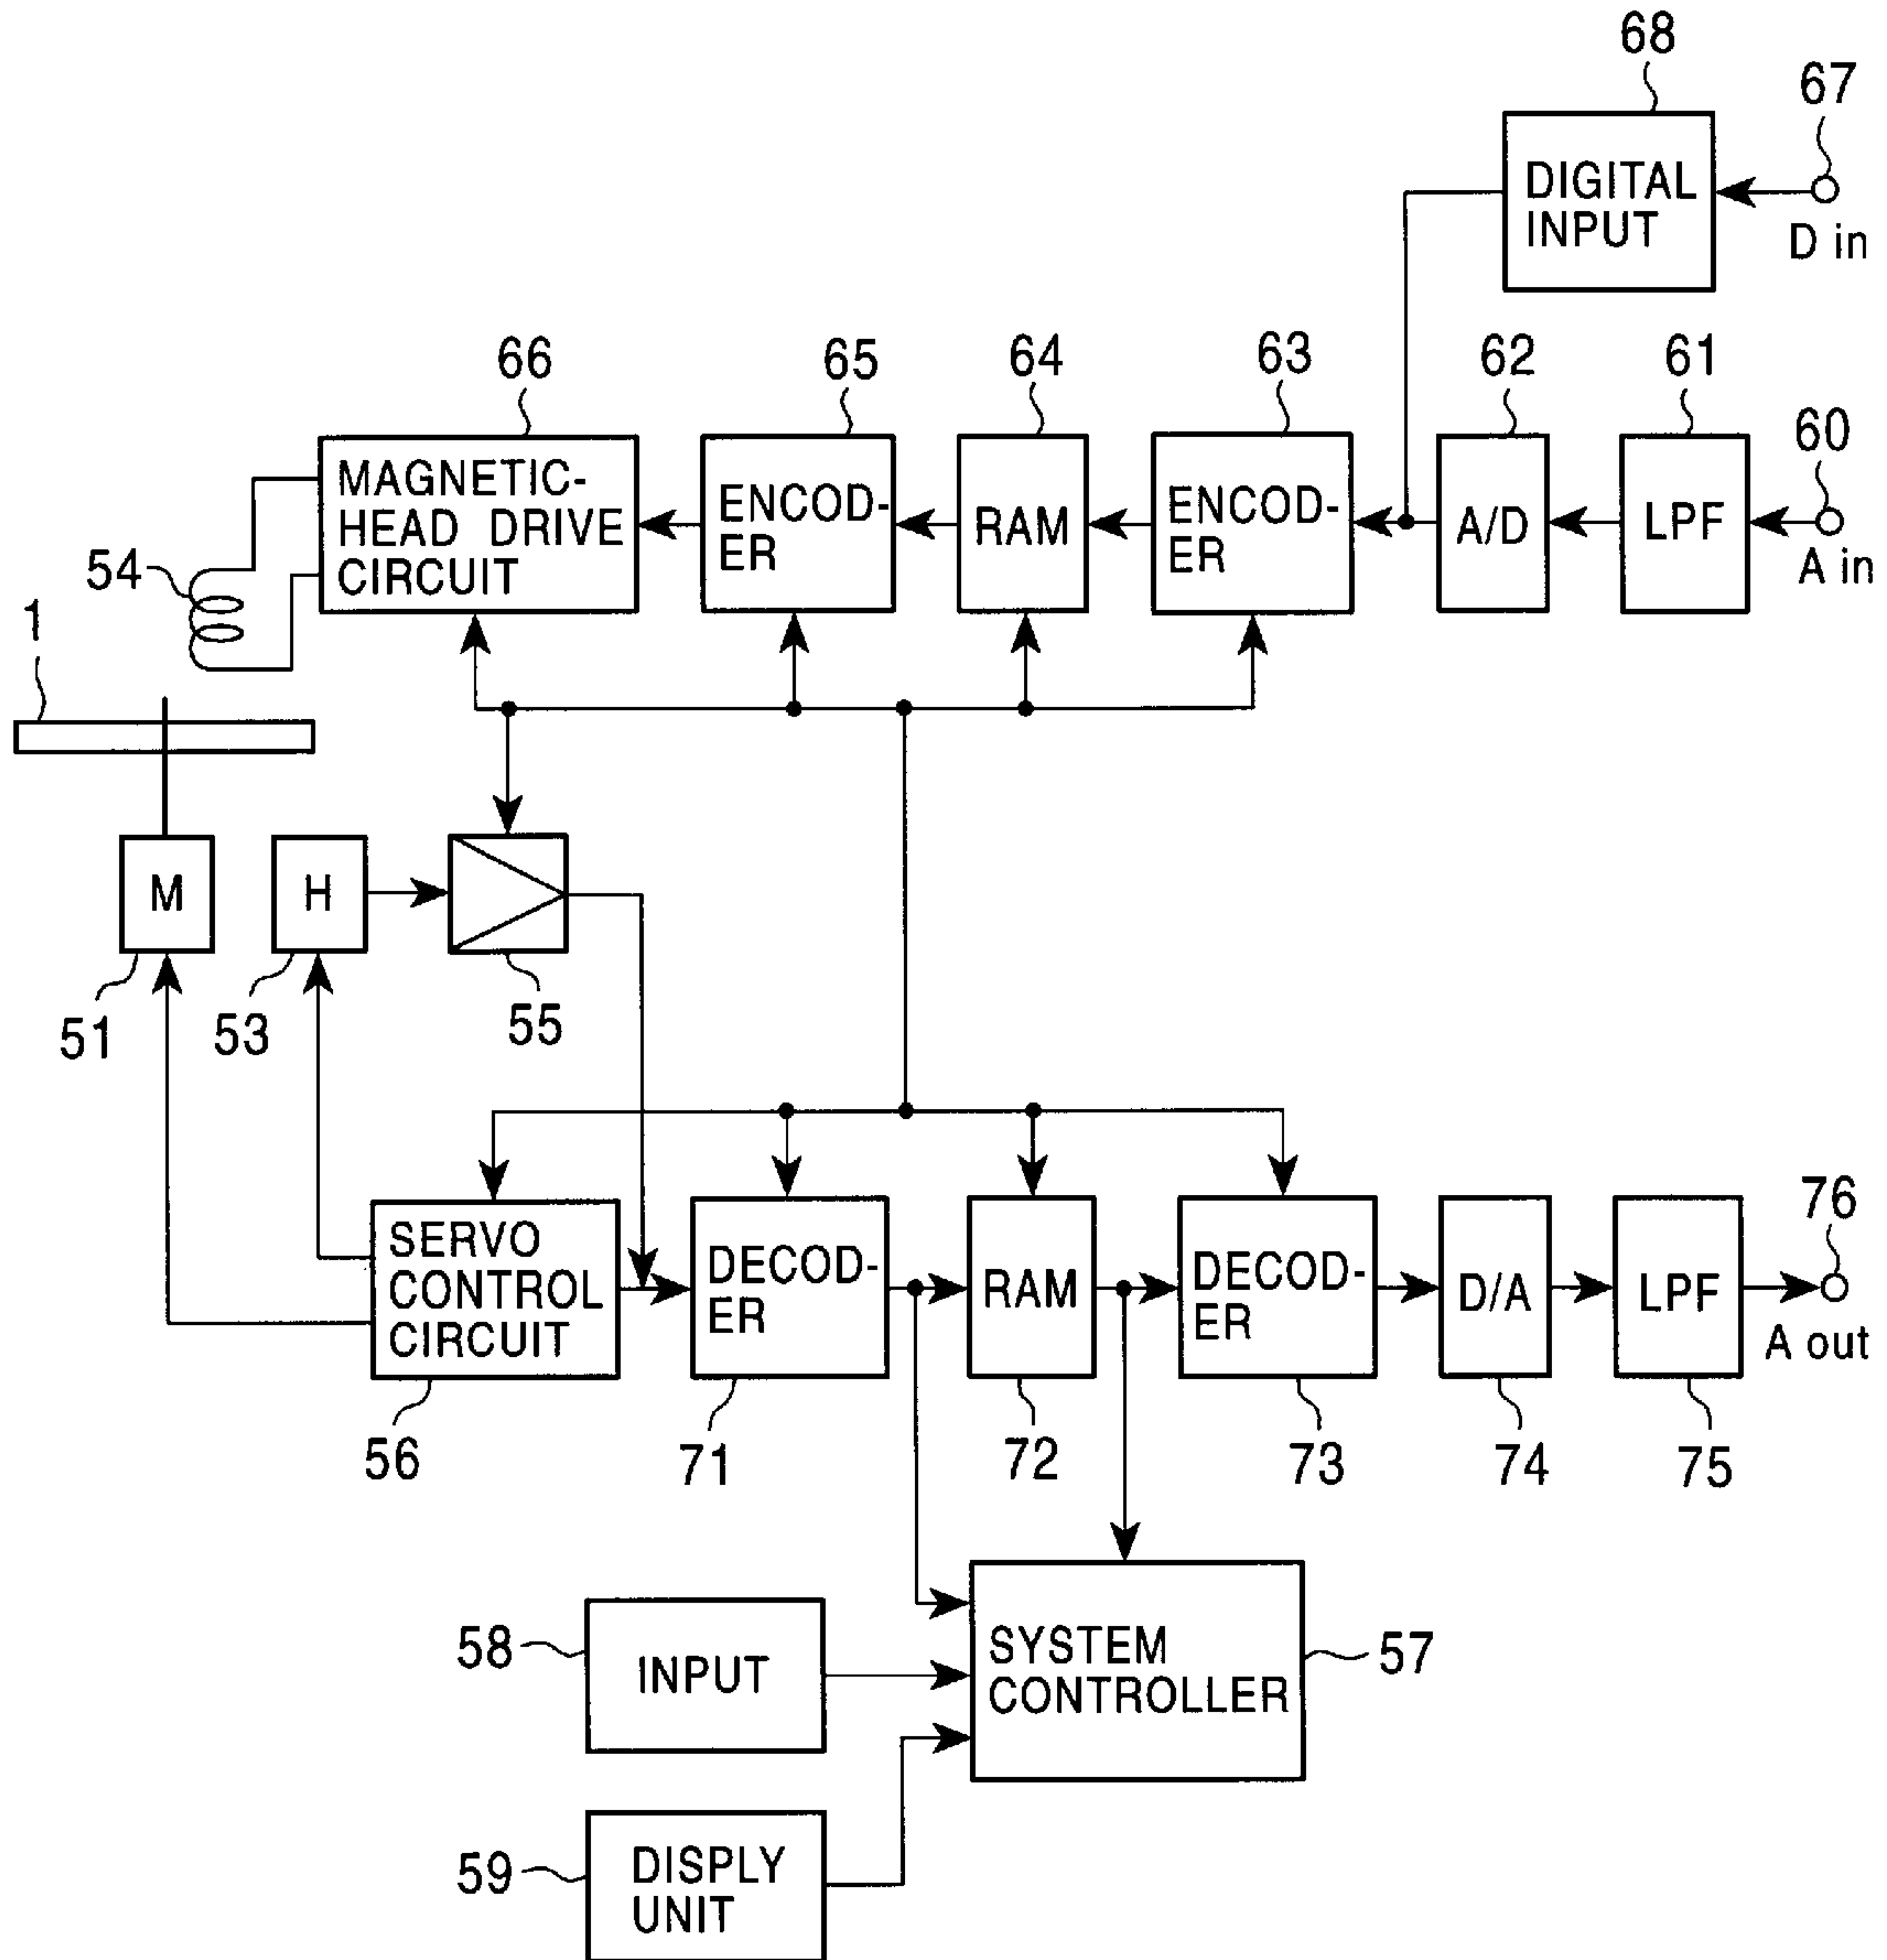 68
67
DIGITAL
INPUT
D in
66
65
64
63
62
61
60
MAGNETIC-
HEAD DRIVE
CIRCUIT
ENCOD-
ER
RAM
ENCOD-
ER
A/D
LPF
A in
54
1
M
H
51
53
55
SERVO
CONTROL
CIRCUIT
DECOD-
ER
RAM
DECOD-
ER
D/A
LPF
76
A out
56
71
72
73
74
75
58
INPUT
SYSTEM
CONTROLLER
57
59
DISPLY
UNIT